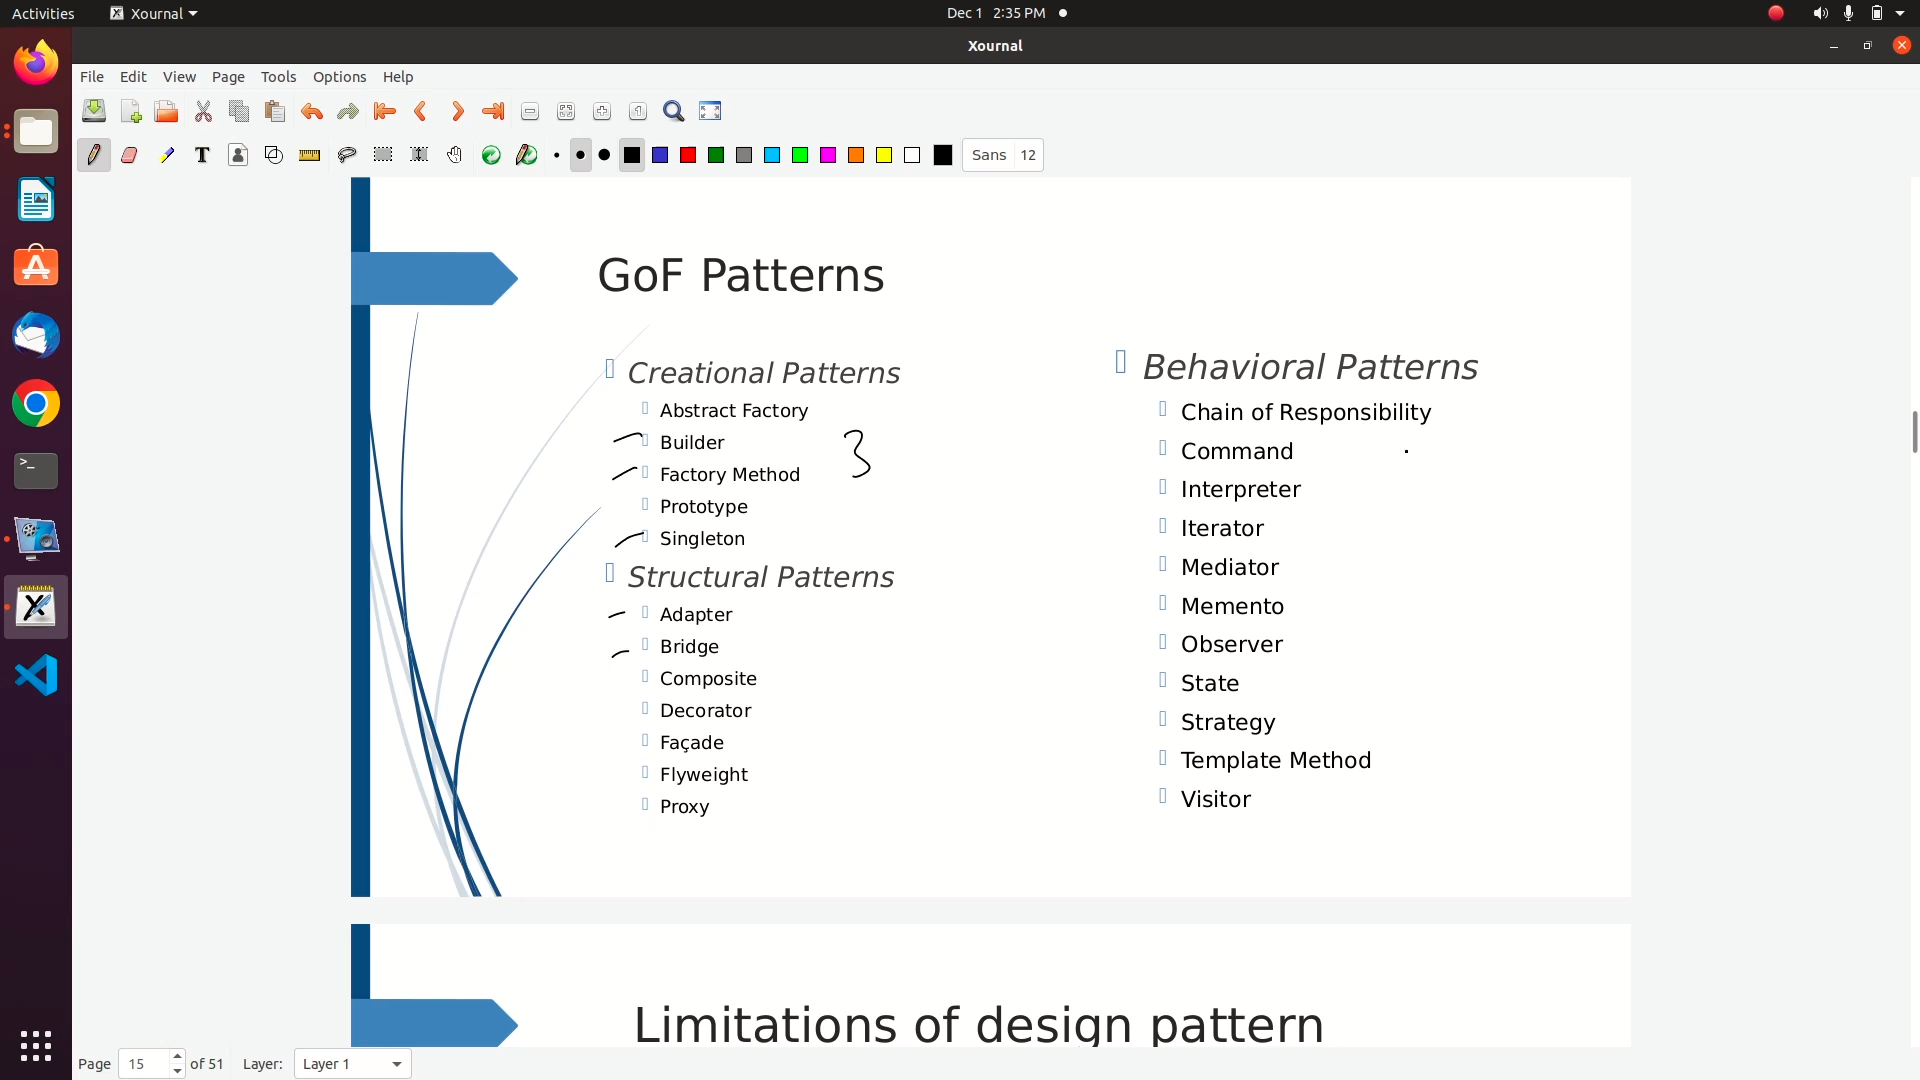 Activities
Xournal
Dec 1 2:35 PM
Xournal
File Edit View Page Tools Options Help
Sans 12
GoF Patterns
Creational Patterns
Abstract Factory
Builder
Factory Method
Prototype
Singleton
3
Structural Patterns
Adapter
Bridge
Composite
Decorator
Façade
Flyweight
Proxy
Behavioral Patterns
Chain of Responsibility
Command
Interpreter
Iterator
Mediator
Memento
Observer
State
Strategy
Template Method
Visitor
Limitations of design pattern
Page 15 of 51 Layer: Layer 1